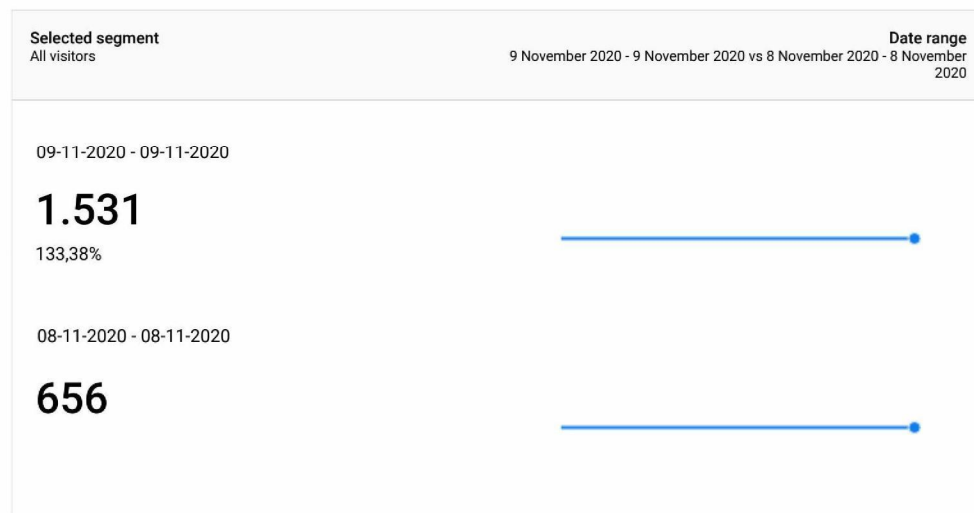 Selected segment
All visitors
Date range
9 November 2020 - 9 November 2020 vs 8 November 2020 - 8 November
2020
09-11-2020 - 09-11-2020
1.531
133,38%
08-11-2020 - 08-11-2020
656